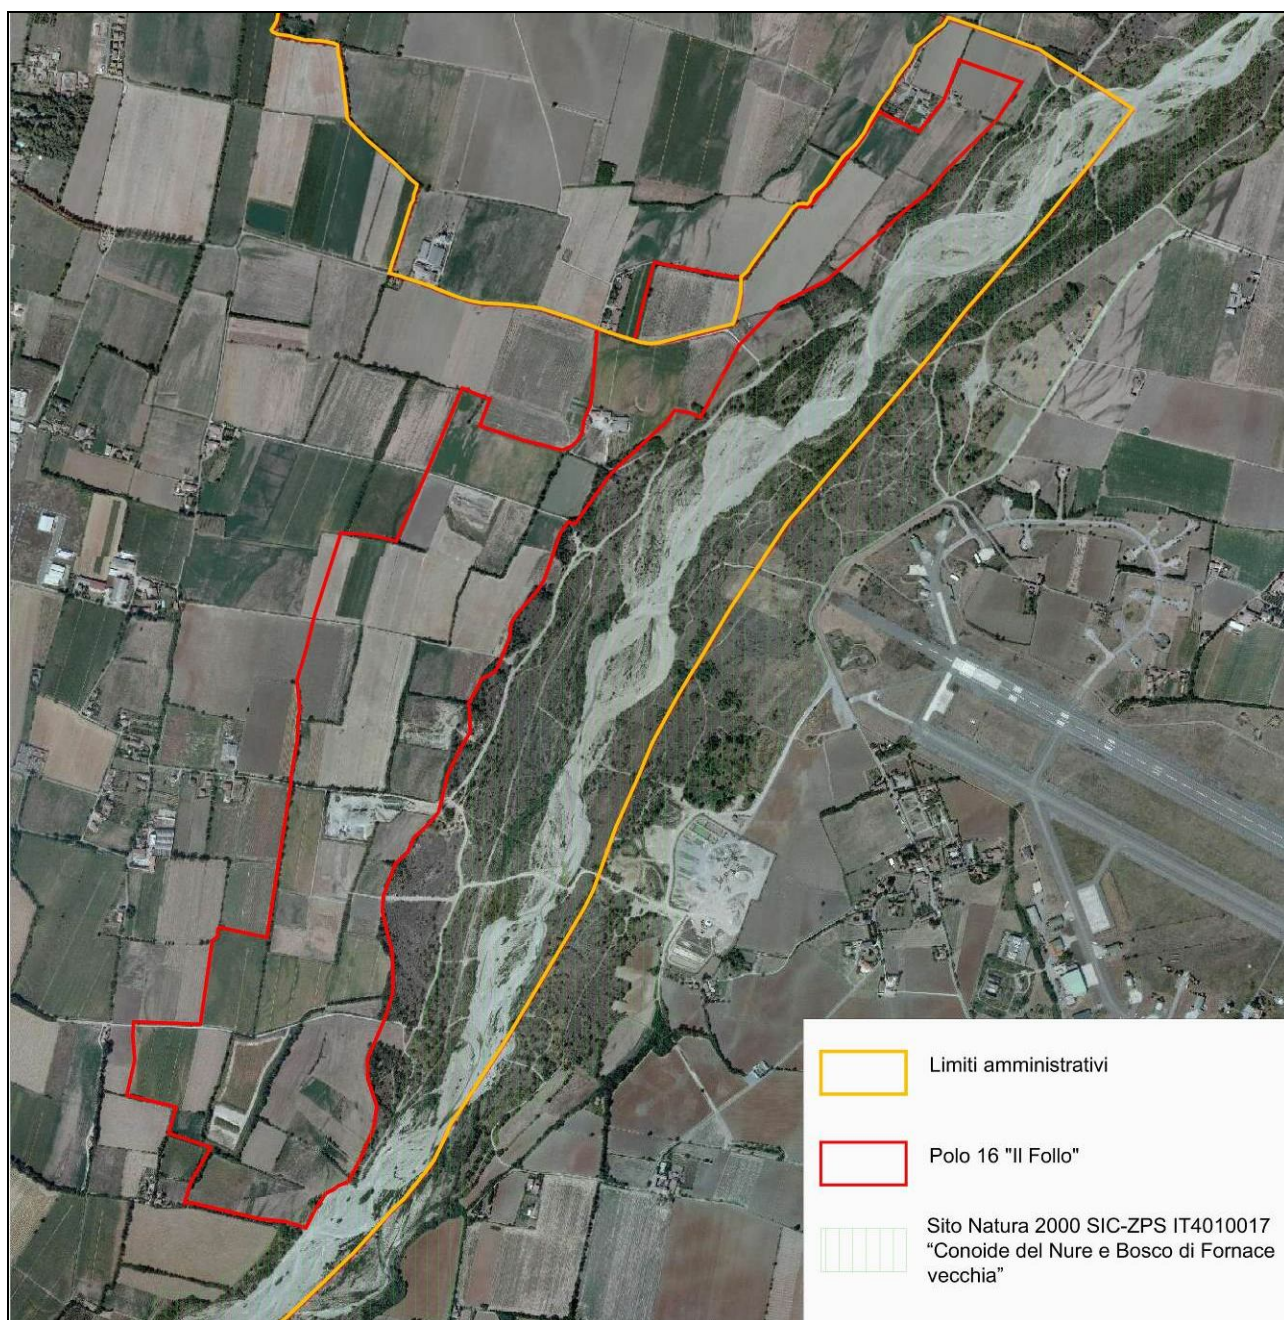 Limiti amministrativi
Polo 16 "Il Follo"
Sito Natura 2000 SIC-ZPS IT4010017
“Conoide del Nure e Bosco di Fornace
vecchia”